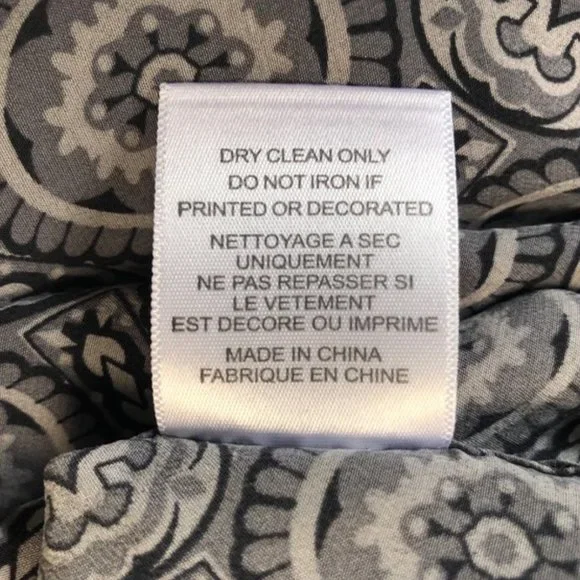 DRY CLEAN ONLY
DO NOT IRON IF
PRINTED OR DECORATED
NETTOYAGE A SEC
UNIQUEMENT
NE PAS REPASSER SI
LE VETEMENT
EST DECORE OU IMPRIME
MADE IN CHINA
FABRIQUE EN CHINE